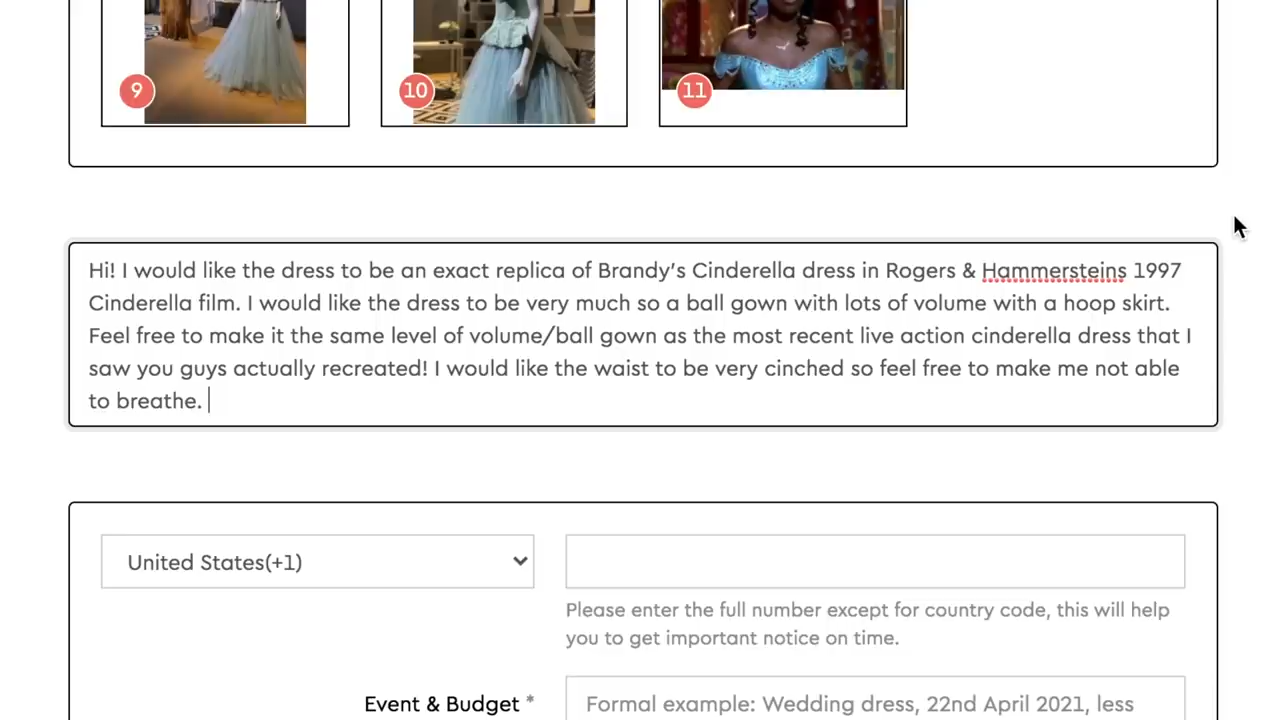 9
10
11
Hi! I would like the dress to be an exact replica of Brandy's Cinderella dress in Rogers & Hammersteins 1997
Cinderella film. I would like the dress to be very much so a ball gown with lots of volume with a hoop skirt.
Feel free to make it the same level of volume/ball gown as the most recent live action cinderella dress that I
saw you guys actually recreated! I would like the waist to be very cinched so feel free to make me not able
to breathe.
United States(+1)
Please enter the full number except for country code, this will help
you to get important notice on time.
Event & Budget *
Formal example: Wedding dress, 22nd April 2021, less